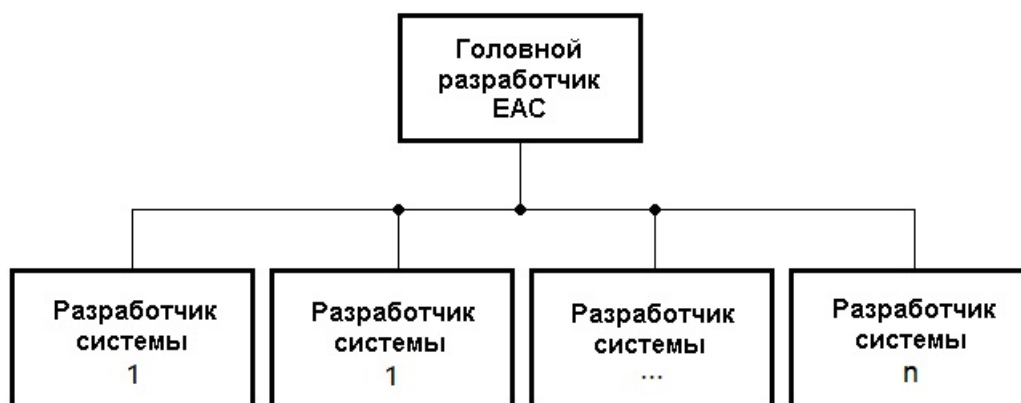 Головной
разработчик
ЕАС
Разработчик
системы
1
Разработчик
системы
1
Разработчик
системы
...
Разработчик
системы
n